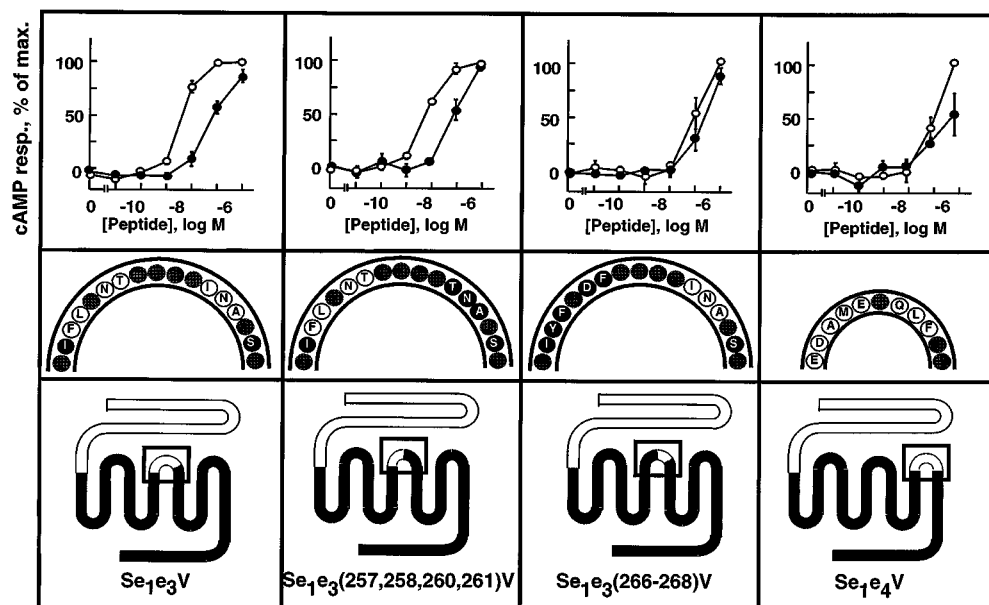 cAMP resp., % of max.
100
50
0
0 -10 -8 -6
[Peptide], log M
100
50
0
0 -10 -8 -6
[Peptide], log M
100
50
0
0 -10 -8 -6
[Peptide], log M
100
50
0
0 -10 -8 -6
[Peptide], log M
I F L N T I N A S
I F L N T T N A S
I Y F D F I N A S
E D A M E Q L F
Se1e3V
Se1e3(257,258,260,261)V
Se1e3(266-268)V
Se1e4V